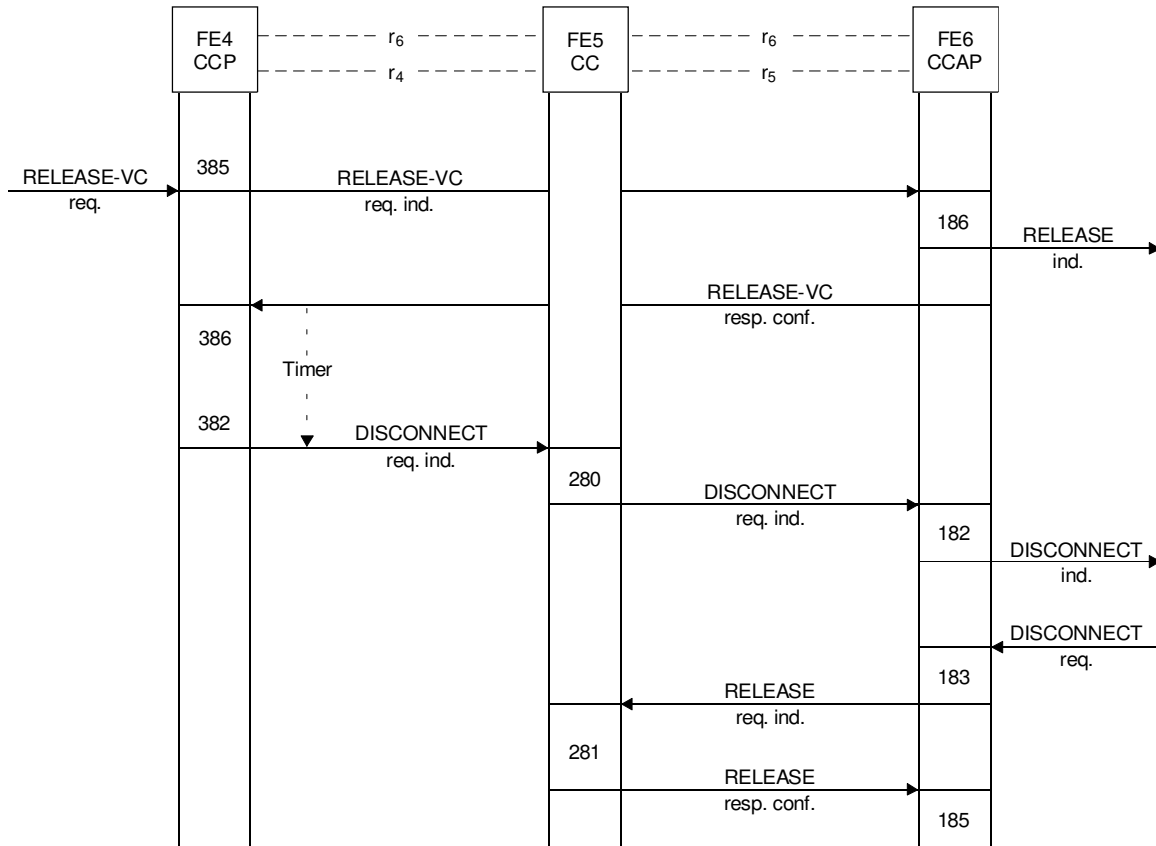 FE4
CCP
r6
r4
FE5
CC
r6
r5
FE6
CCAP
385
RELEASE-VC
req.
RELEASE-VC
req. ind.
186
RELEASE
ind.
RELEASE-VC
resp. conf.
386
Timer
382
DISCONNECT
req. ind.
280
DISCONNECT
req. ind.
182
DISCONNECT
ind.
DISCONNECT
req.
183
RELEASE
req. ind.
281
RELEASE
resp. conf.
185